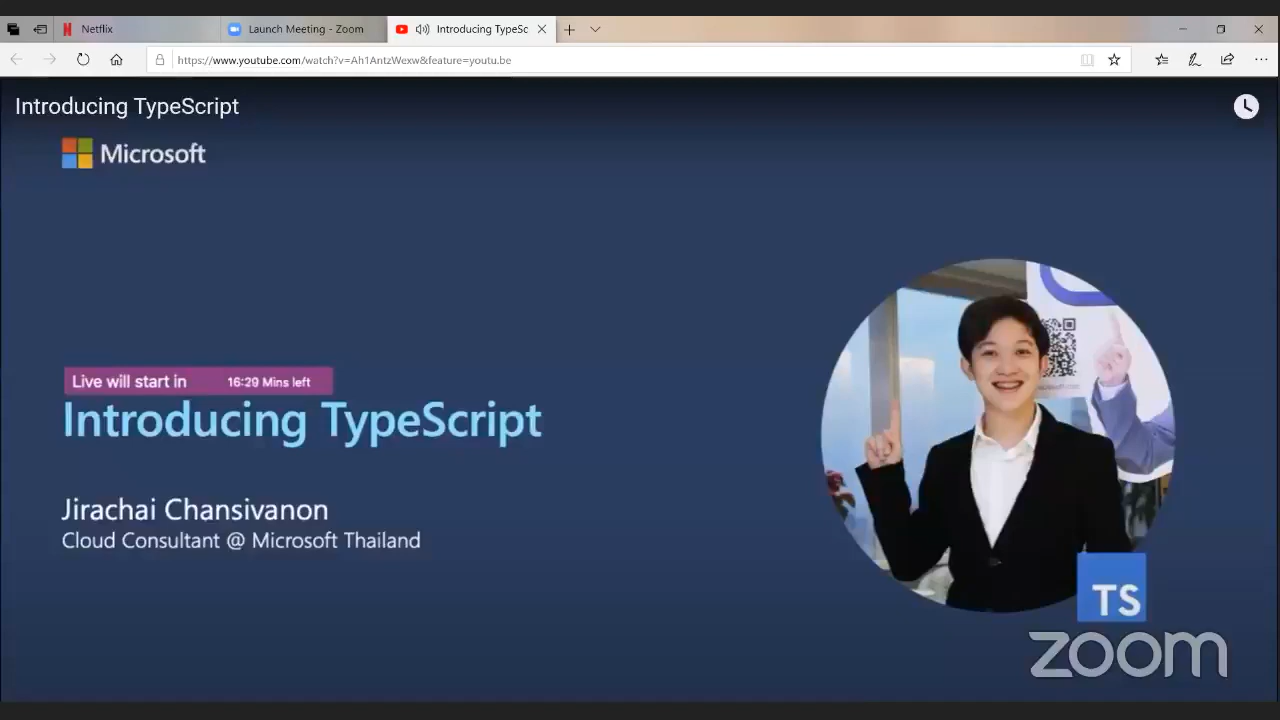 Netflix
Launch Meeting - Zoom
Introducing TypeSc
https://www.youtube.com/watch?v=Ah1AntzWexw&feature=youtu.be
Introducing TypeScript
Microsoft
Live will start in 16:29 Mins left
Introducing TypeScript
Jirachai Chansivanon
Cloud Consultant @ Microsoft Thailand
TS
zoom